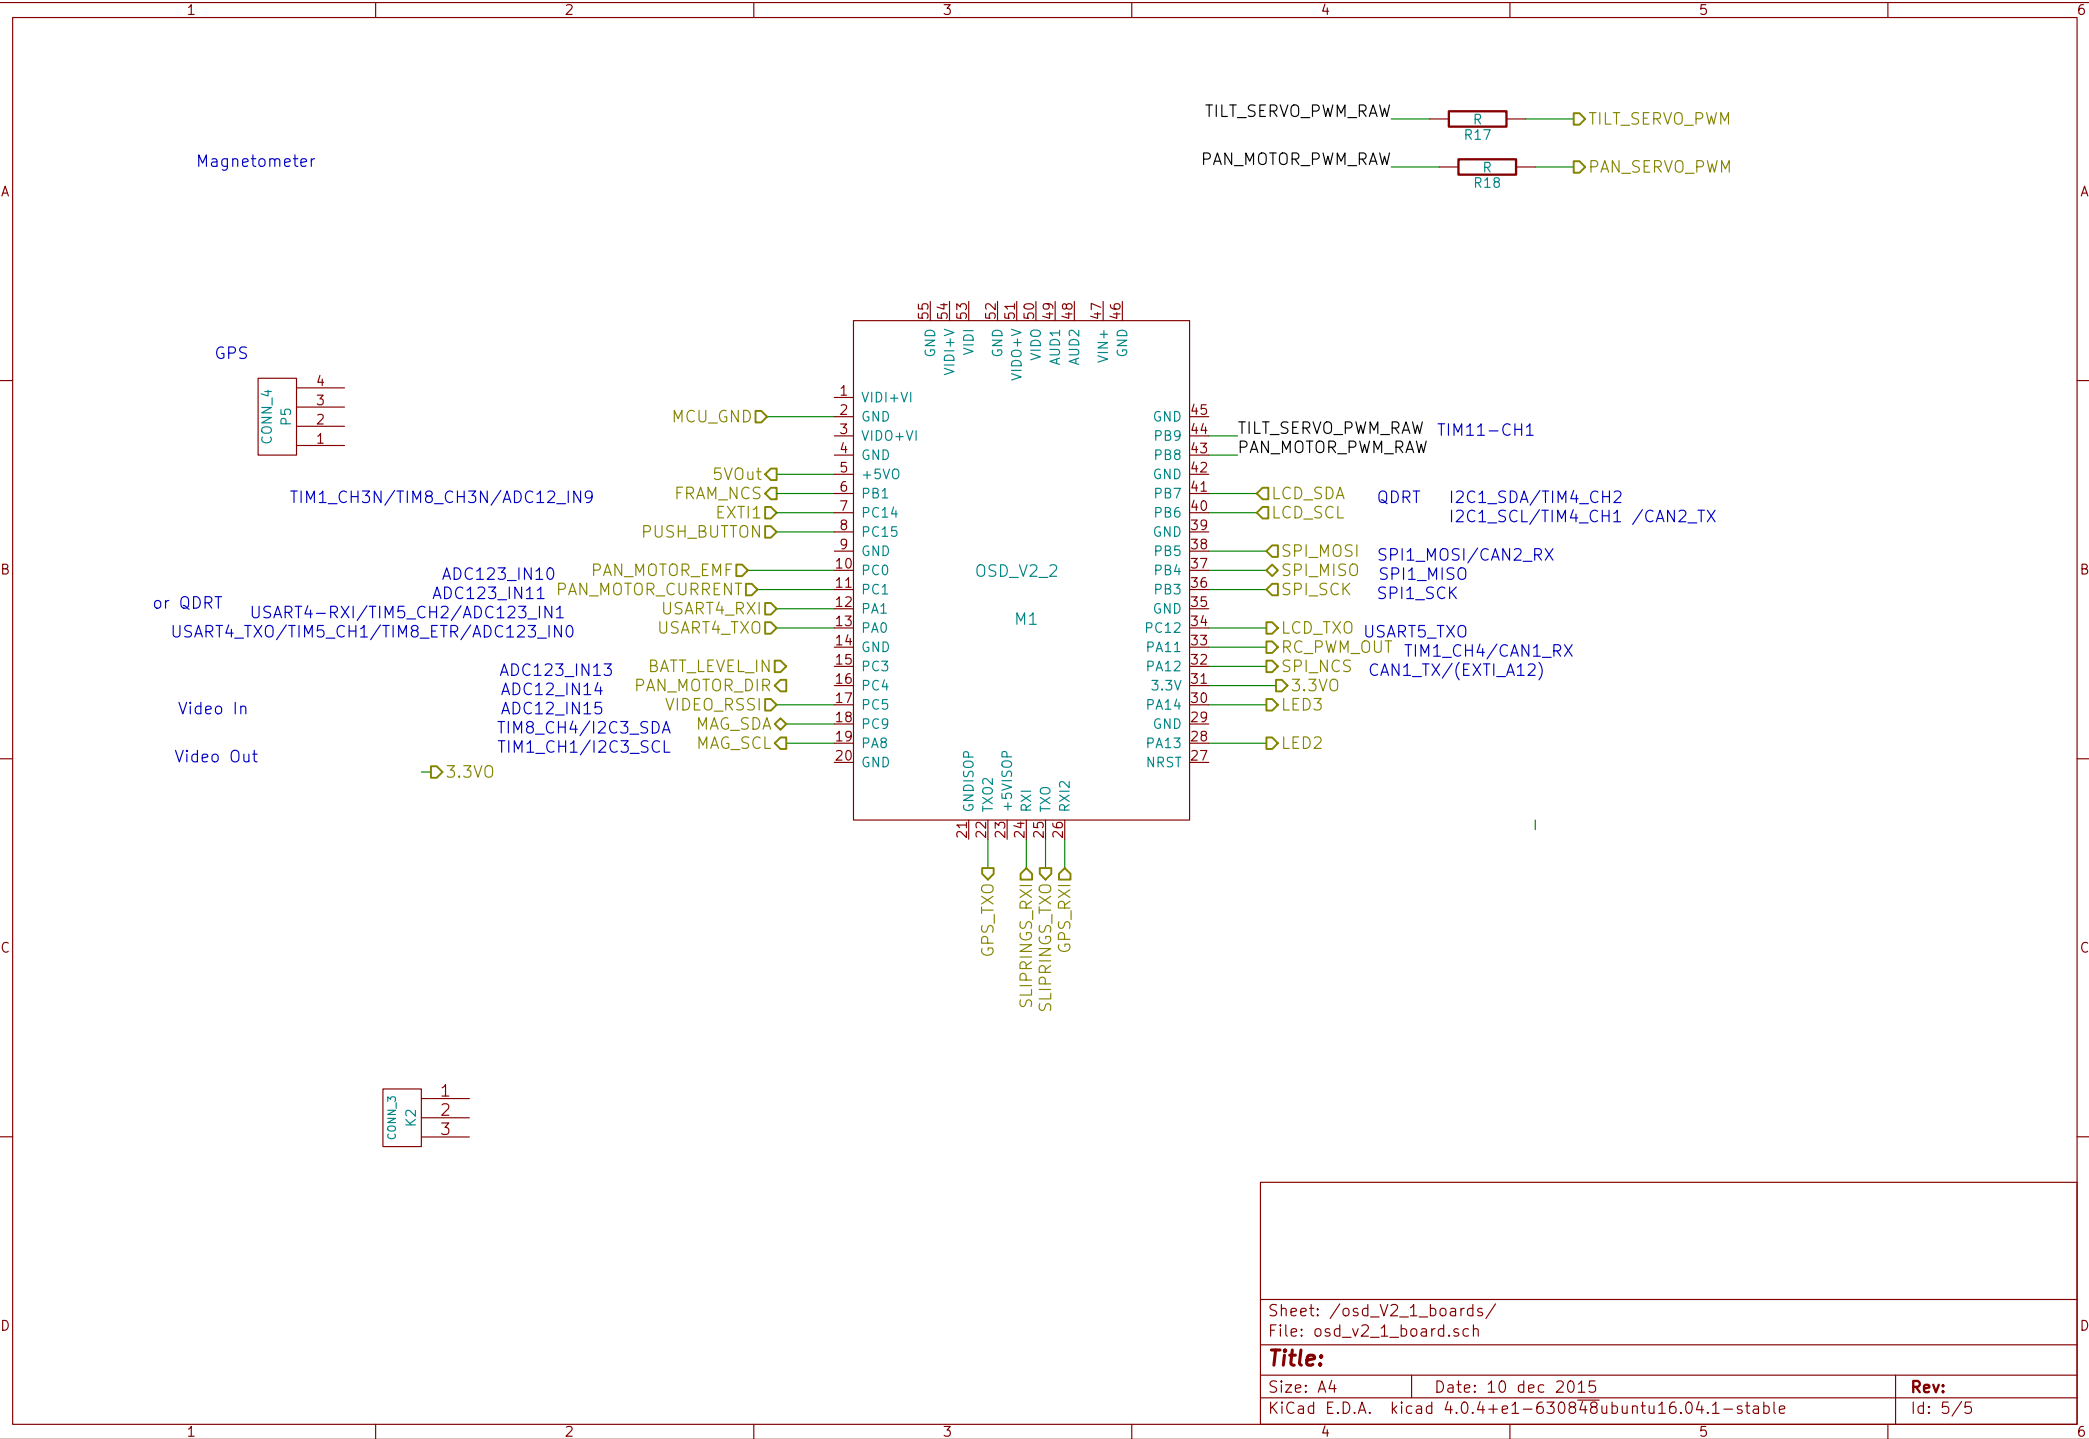 1 2 3 4 5 6
TILT_SERVO_PWM_RAW R R17 TILT_SERVO_PWM
PAN_MOTOR_PWM_RAW R R18 PAN_SERVO_PWM
Magnetometer
A A
55 54 53 52 51 50 49 48 47 46
GND VIDI+V VIDI GND VIDO+V VIDO AUD1 AUD2 VIN+ GND
GPS
CONN_4 P5
4
3
2
1
1 VIDI+VI
MCU_GND 2 GND
3 VIDO+VI
4 GND
5VOut 5 +5VO
TIM1_CH3N/TIM8_CH3N/ADC12_IN9 FRAM_NCS 6 PB1
EXTI1 7 PC14
PUSH_BUTTON 8 PC15
9 GND
ADC123_IN10 PAN_MOTOR_EMF 10 PC0
ADC123_IN11 PAN_MOTOR_CURRENT 11 PC1
or QDRT
USART4-RXI/TIM5_CH2/ADC123_IN1 USART4_RXI 12 PA1
USART4_TXO/TIM5_CH1/TIM8_ETR/ADC123_IN0 USART4_TXO 13 PA0
14 GND
ADC123_IN13 BATT_LEVEL_IN 15 PC3
ADC12_IN14 PAN_MOTOR_DIR 16 PC4
Video In ADC12_IN15 VIDEO_RSSI 17 PC5
TIM8_CH4/I2C3_SDA MAG_SDA 18 PC9
TIM1_CH1/I2C3_SCL MAG_SCL 19 PA8
Video Out
20 GND
3.3VO
OSD_V2_2
M1
GND 45
PB9 44 TILT_SERVO_PWM_RAW TIM11-CH1
PB8 43 PAN_MOTOR_PWM_RAW
GND 42
PB7 41 LCD_SDA QDRT I2C1_SDA/TIM4_CH2
PB6 40 LCD_SCL I2C1_SCL/TIM4_CH1 /CAN2_TX
GND 39
PB5 38 SPI_MOSI SPI1_MOSI/CAN2_RX
PB4 37 SPI_MISO SPI1_MISO
PB3 36 SPI_SCK SPI1_SCK
GND 35
PC12 34 LCD_TXO USART5_TXO
PA11 33 RC_PWM_OUT TIM1_CH4/CAN1_RX
PA12 32 SPI_NCS CAN1_TX/(EXTI_A12)
3.3V 31 3.3VO
PA14 30 LED3
GND 29
PA13 28 LED2
NRST 27
B B
GNDISOP TXO2 +5VISOP RXI TXO RXI2
21 22 23 24 25 26
GPS_TXO SLIPRINGS_RXI SLIPRINGS_TXO GPS_RXI
C C
CONN_3 K2
1
2
3
D D
Sheet: /osd_V2_1_boards/
File: osd_v2_1_board.sch
Title:
Size: A4 Date: 10 dec 2015 Rev:
KiCad E.D.A. kicad 4.0.4+e1-630848ubuntu16.04.1-stable Id: 5/5
1 2 3 4 5 6